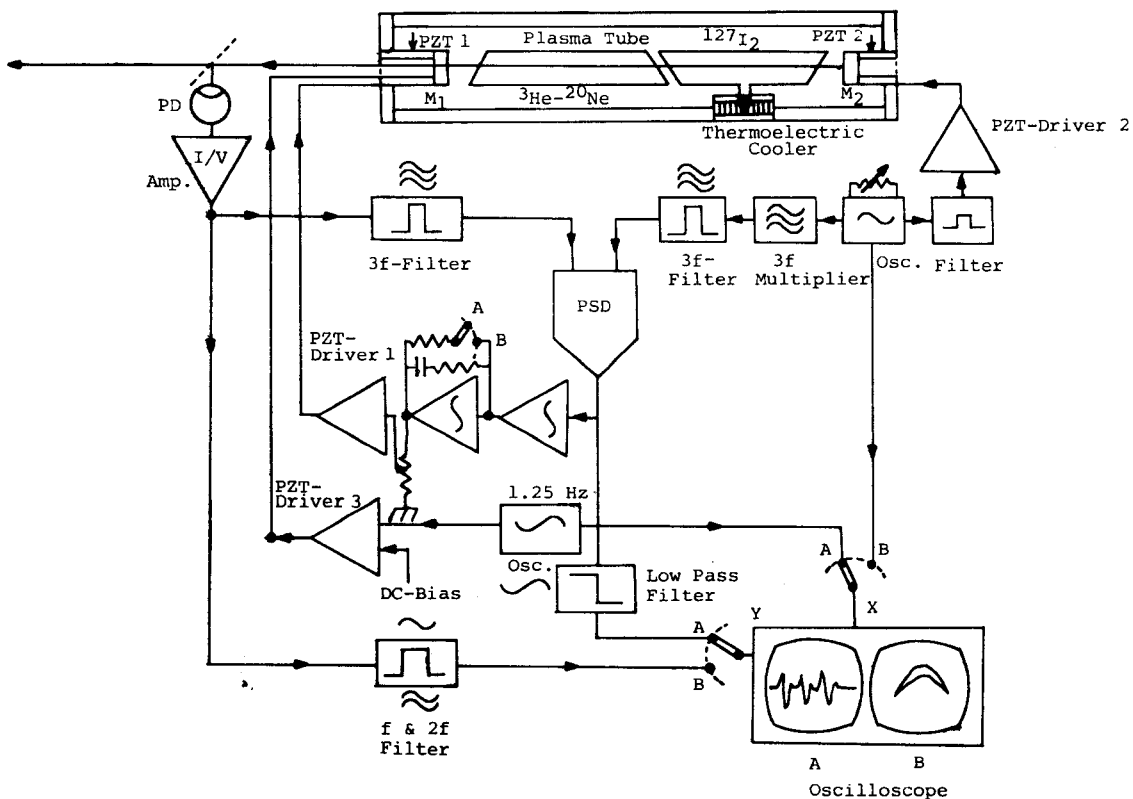 PZT 1
Plasma Tube
127I2
PZT 2
PD
M1
3He-20Ne
M2
Thermoelectric
Cooler
PZT-Driver 2
I/V
Amp.
3f-Filter
3f-
Filter
3f
Multiplier
Osc.
Filter
PSD
A
B
PZT-
Driver 1
PZT-
Driver 3
1.25 Hz
Osc.
DC-Bias
Low Pass
Filter
A
B
X
Y
A
B
f & 2f
Filter
A
B
Oscilloscope